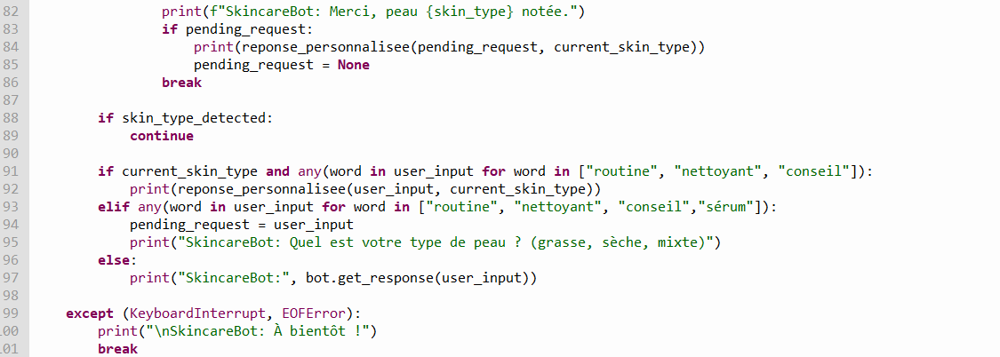 82 print(f"SkincareBot: Merci, peau {skin_type} notée.")
83 if pending_request:
84 print(reponse_personnalisee(pending_request, current_skin_type))
85 pending_request = None
86 break
87
88 if skin_type_detected:
89 continue
90
91 if current_skin_type and any(word in user_input for word in ["routine", "nettoyant", "conseil"]):
92 print(reponse_personnalisee(user_input, current_skin_type))
93 elif any(word in user_input for word in ["routine", "nettoyant", "conseil","sérum"]):
94 pending_request = user_input
95 print("SkincareBot: Quel est votre type de peau ? (grasse, sèche, mixte)")
96 else:
97 print("SkincareBot:", bot.get_response(user_input))
98
99 except (KeyboardInterrupt, EOFError):
100 print("\nSkincareBot: À bientôt !")
101 break